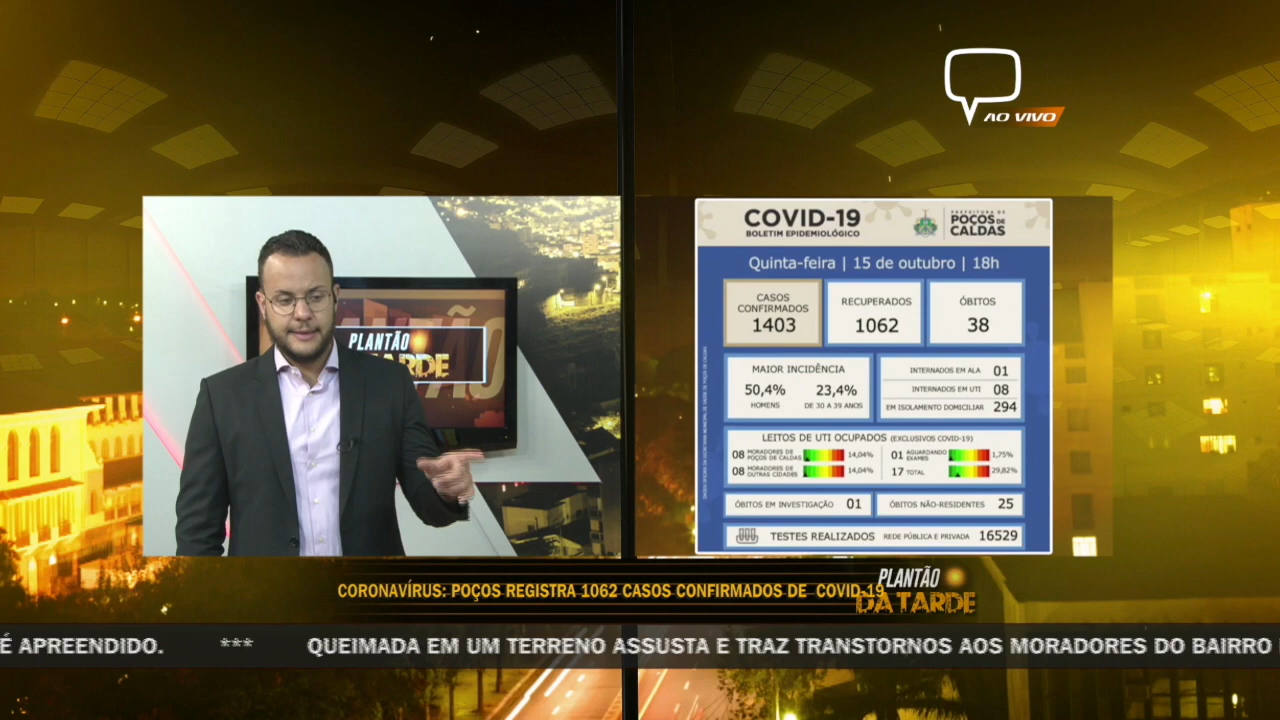 AO VIVO
PLANTÃO
TARDE
COVID-19
BOLETIM EPIDEMIOLÓGICO
PREFEITURA DE
POÇOS DE
CALDAS
Quinta-feira | 15 de outubro | 18h
CASOS
CONFIRMADOS
1403
RECUPERADOS
1062
ÓBITOS
38
MAIOR INCIDÊNCIA
50,4% 23,4%
HOMENS DE 30 A 39 ANOS
INTERNADOS EM ALA 01
INTERNADOS EM UTI 08
EM ISOLAMENTO DOMICILIAR 294
LEITOS DE UTI OCUPADOS (EXCLUSIVOS COVID-19)
08 MORADORES DE POÇOS DE CALDAS 14,04%
01 AGUARDANDO EXAMES 1,75%
08 MORADORES DE OUTRAS CIDADES 14,04%
17 TOTAL 29,82%
ÓBITOS EM INVESTIGAÇÃO 01
ÓBITOS NÃO-RESIDENTES 25
TESTES REALIZADOS REDE PÚBLICA E PRIVADA 16529
CORONAVÍRUS: POÇOS REGISTRA 1062 CASOS CONFIRMADOS DE COVID-19
PLANTÃO
DA TARDE
É APREENDIDO. *** QUEIMADA EM UM TERRENO ASSUSTA E TRAZ TRANSTORNOS AOS MORADORES DO BAIRRO